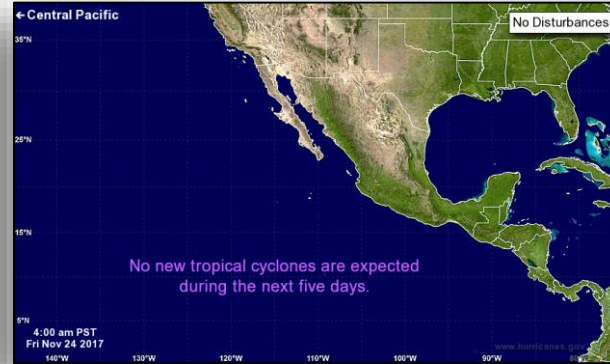 ←Central Pacific
No Disturbances
35°N
25°N
15°N
No new tropical cyclones are expected
during the next five days.
5°N
4:00 am PST
Fri Nov 24 2017
www.hurricanes.gov
140°W 130°W 120°W 110°W 100°W 90°W